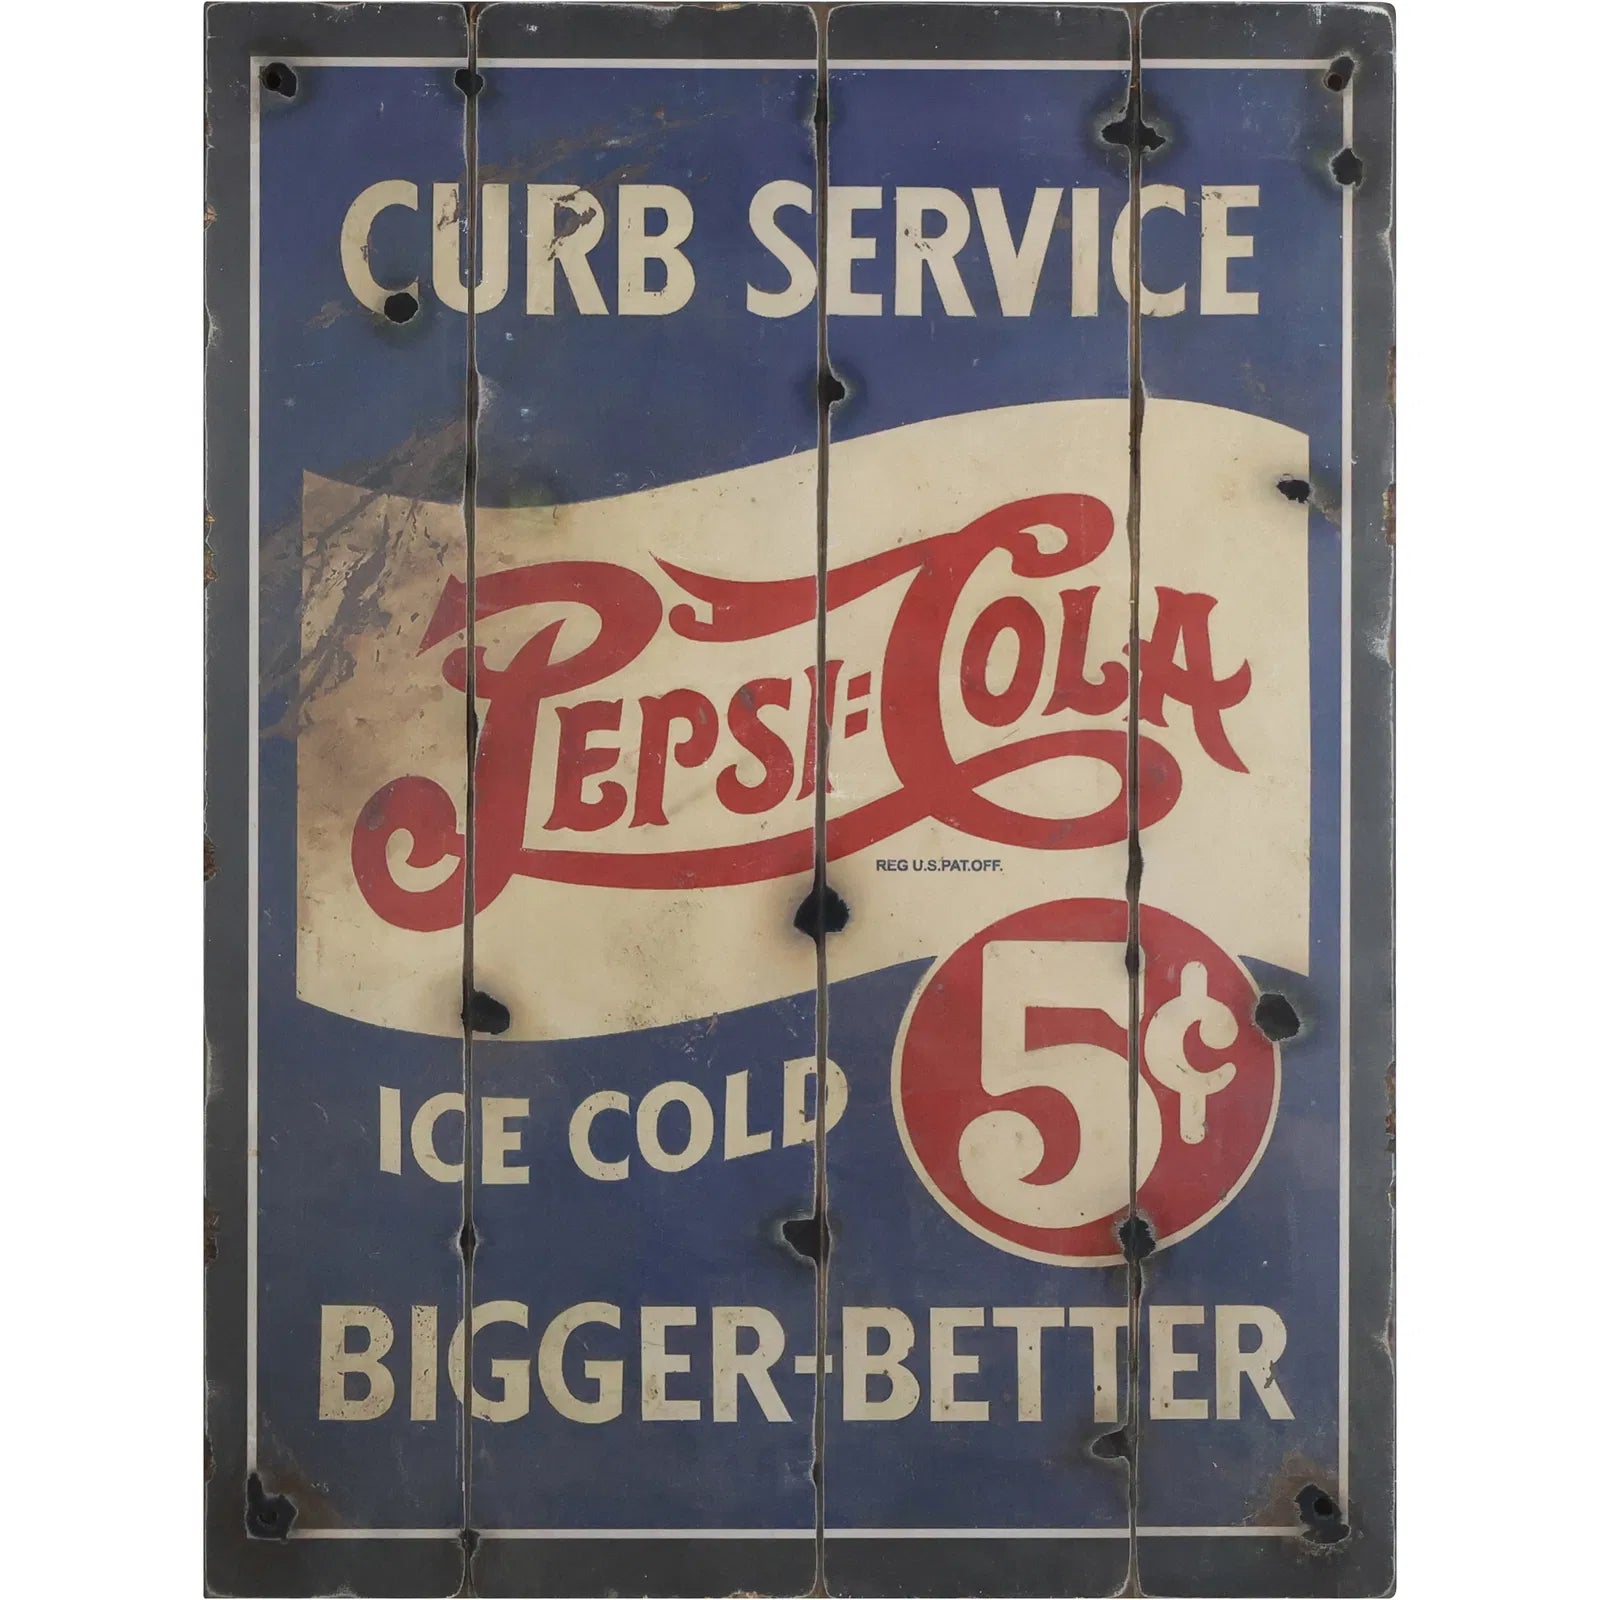 CURB SERVICE
PEPSI=COLA
REG U.S.PAT.OFF.
5¢
ICE COLD
BIGGER-BETTER